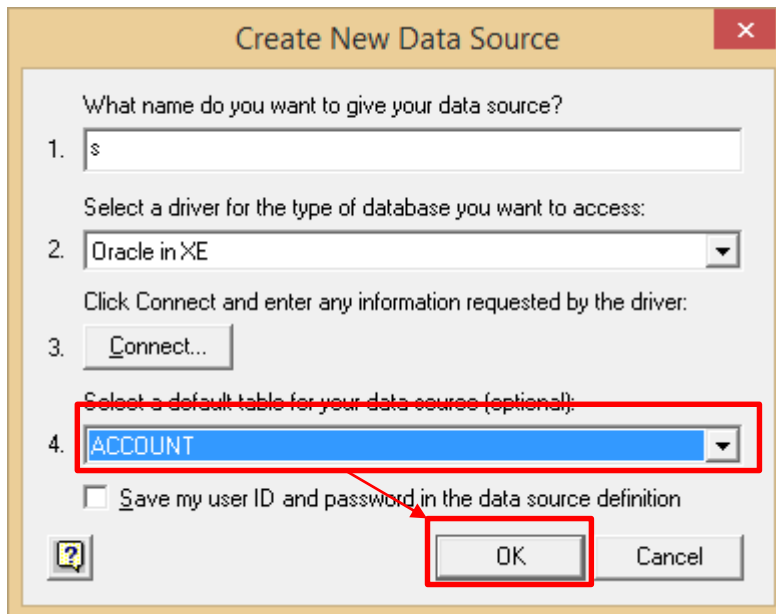 Create New Data Source
×
What name do you want to give your data source?
1. s
Select a driver for the type of database you want to access:
2. Oracle in XE
Click Connect and enter any information requested by the driver:
3. Connect...
Select a default table for your data source (optional):
4. ACCOUNT
Save my user ID and password in the data source definition
? OK Cancel